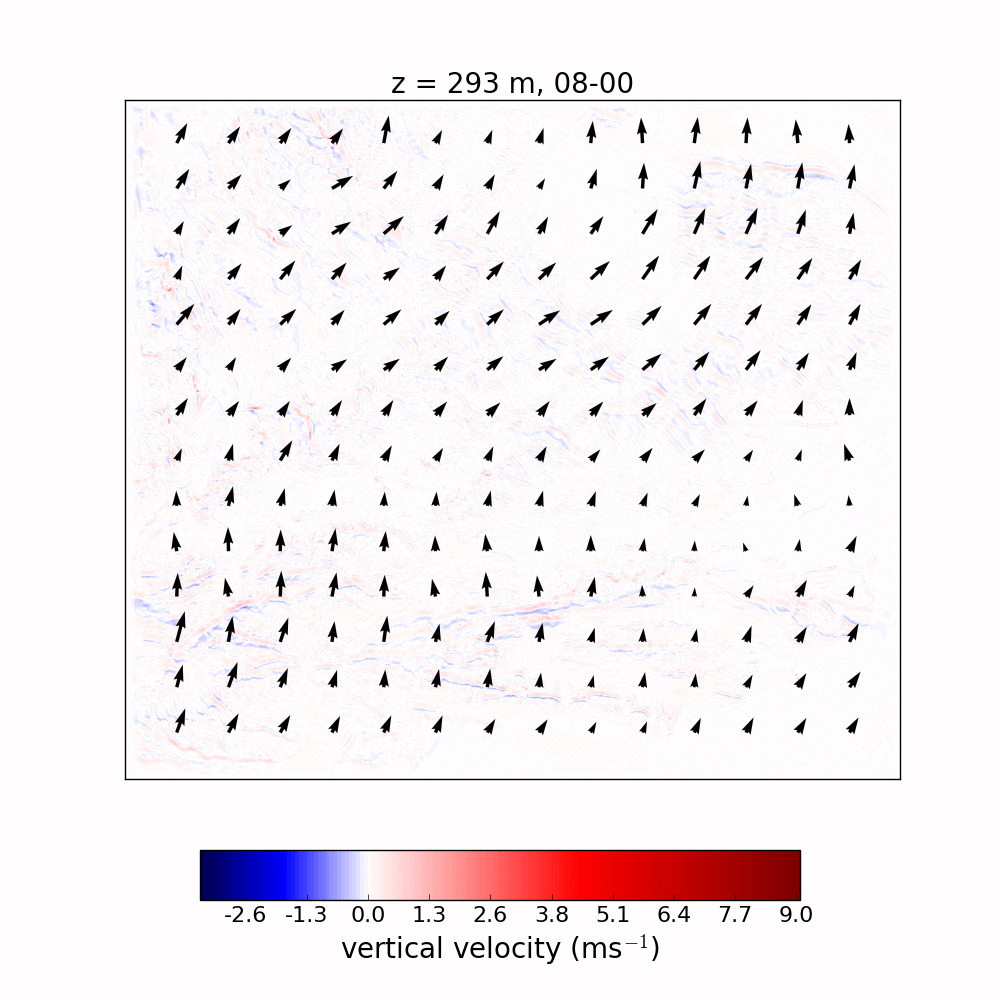 z = 293 m, 08-00
-2.6 -1.3 0.0 1.3 2.6 3.8 5.1 6.4 7.7 9.0
vertical velocity (ms⁻¹)